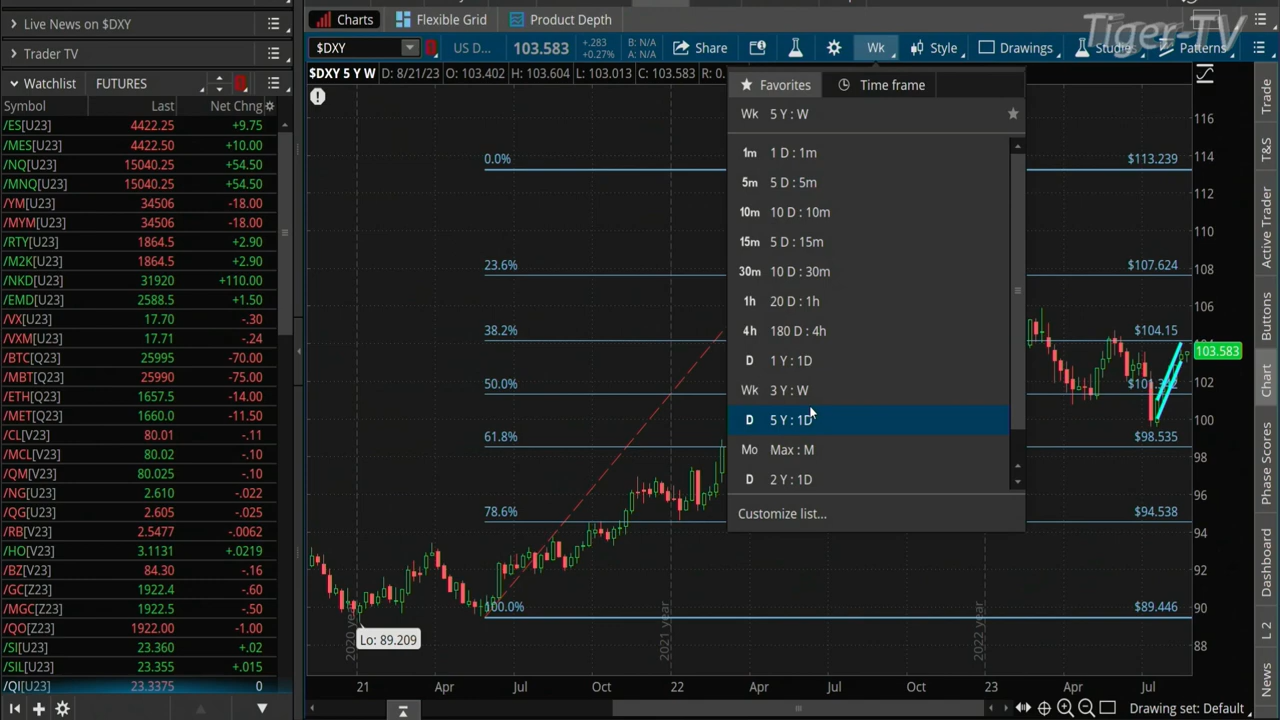 Live News on $DXY
Trader TV
Watchlist FUTURES
Symbol Last Net Chng
/ES[U23] 4422.25 +9.75
/MES[U23] 4422.50 +10.00
/NQ[U23] 15040.25 +54.50
/MNQ[U23] 15040.25 +54.50
/YM[U23] 34506 -18.00
/MYM[U23] 34506 -18.00
/RTY[U23] 1864.5 +2.90
/M2K[U23] 1864.5 +2.90
/NKD[U23] 31920 +110.00
/EMD[U23] 2588.5 +1.50
/VX[U23] 17.70 -.30
/VXM[U23] 17.71 -.24
/BTC[Q23] 25995 -70.00
/MBT[Q23] 25990 -75.00
/ETH[Q23] 1657.5 -14.00
/MET[Q23] 1660.0 -11.50
/CL[V23] 80.01 -.11
/MCL[V23] 80.02 -.10
/QM[V23] 80.025 -.10
/NG[U23] 2.610 -.022
/QG[U23] 2.605 -.025
/RB[V23] 2.5477 -.0062
/HO[V23] 3.1131 +.0219
/BZ[V23] 84.30 -.16
/GC[Z23] 1922.4 -.60
/MGC[Z23] 1922.5 -.50
/QO[Z23] 1922.00 -1.00
/SI[U23] 23.360 +.02
/SIL[U23] 23.355 +.015
/QI[U23] 23.3375 0
Charts Flexible Grid Product Depth
Tiger-TV
$DXY US D... 103.583 +.283 +0.27% B: N/A A: N/A Share Wk Style Drawings Studies Patterns
$DXY 5 Y W D: 8/21/23 O: 103.402 H: 103.604 L: 103.013 C: 103.583 R: 0.
Favorites Time frame
Wk 5 Y : W
1m 1 D : 1m
5m 5 D : 5m
10m 10 D : 10m
15m 5 D : 15m
30m 10 D : 30m
1h 20 D : 1h
4h 180 D : 4h
D 1 Y : 1D
Wk 3 Y : W
D 5 Y : 1D
Mo Max : M
D 2 Y : 1D
Customize list...
0.0% $113.239
23.6% $107.624
38.2% $104.15
50.0%
61.8% $98.535
78.6% $94.538
100.0% $89.446
Lo: 89.209
2020 year
2021 year
2022 year
116
114
112
110
108
106
103.583
102
100
98
96
94
92
90
88
21 Apr Jul Oct 22 Apr Jul Oct 23 Apr Jul
Drawing set: Default
Trade
T&S
Active Trader
Buttons
Chart
Phase Scores
Dashboard
L 2
News